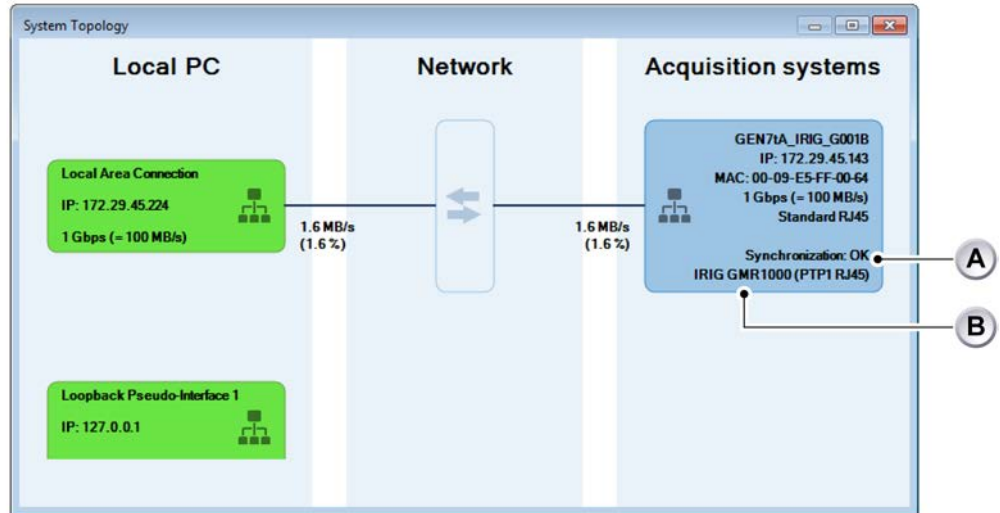 System Topology
Local PC
Network
Acquisition systems
Local Area Connection
IP: 172.29.45.224
1 Gbps (= 100 MB/s)
1.6 MB/s
(1.6 %)
1.6 MB/s
(1.6 %)
GEN7tA_IRIG_G001B
IP: 172.29.45.143
MAC: 00-09-E5-FF-00-64
1 Gbps (= 100 MB/s)
Standard RJ45
Synchronization: OK
IRIG GMR1000 (PTP1 RJ45)
A
B
Loopback Pseudo-Interface 1
IP: 127.0.0.1